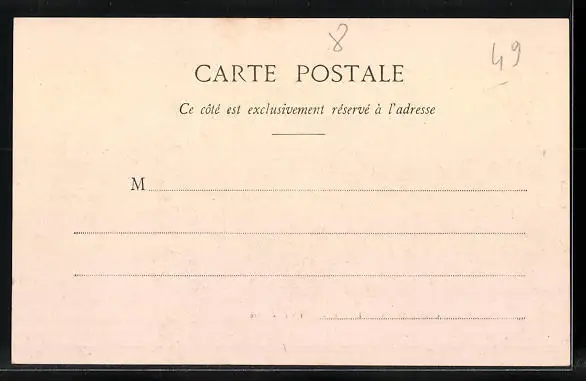 8
49
CARTE POSTALE
Ce côté est exclusivement réservé à l'adresse
M